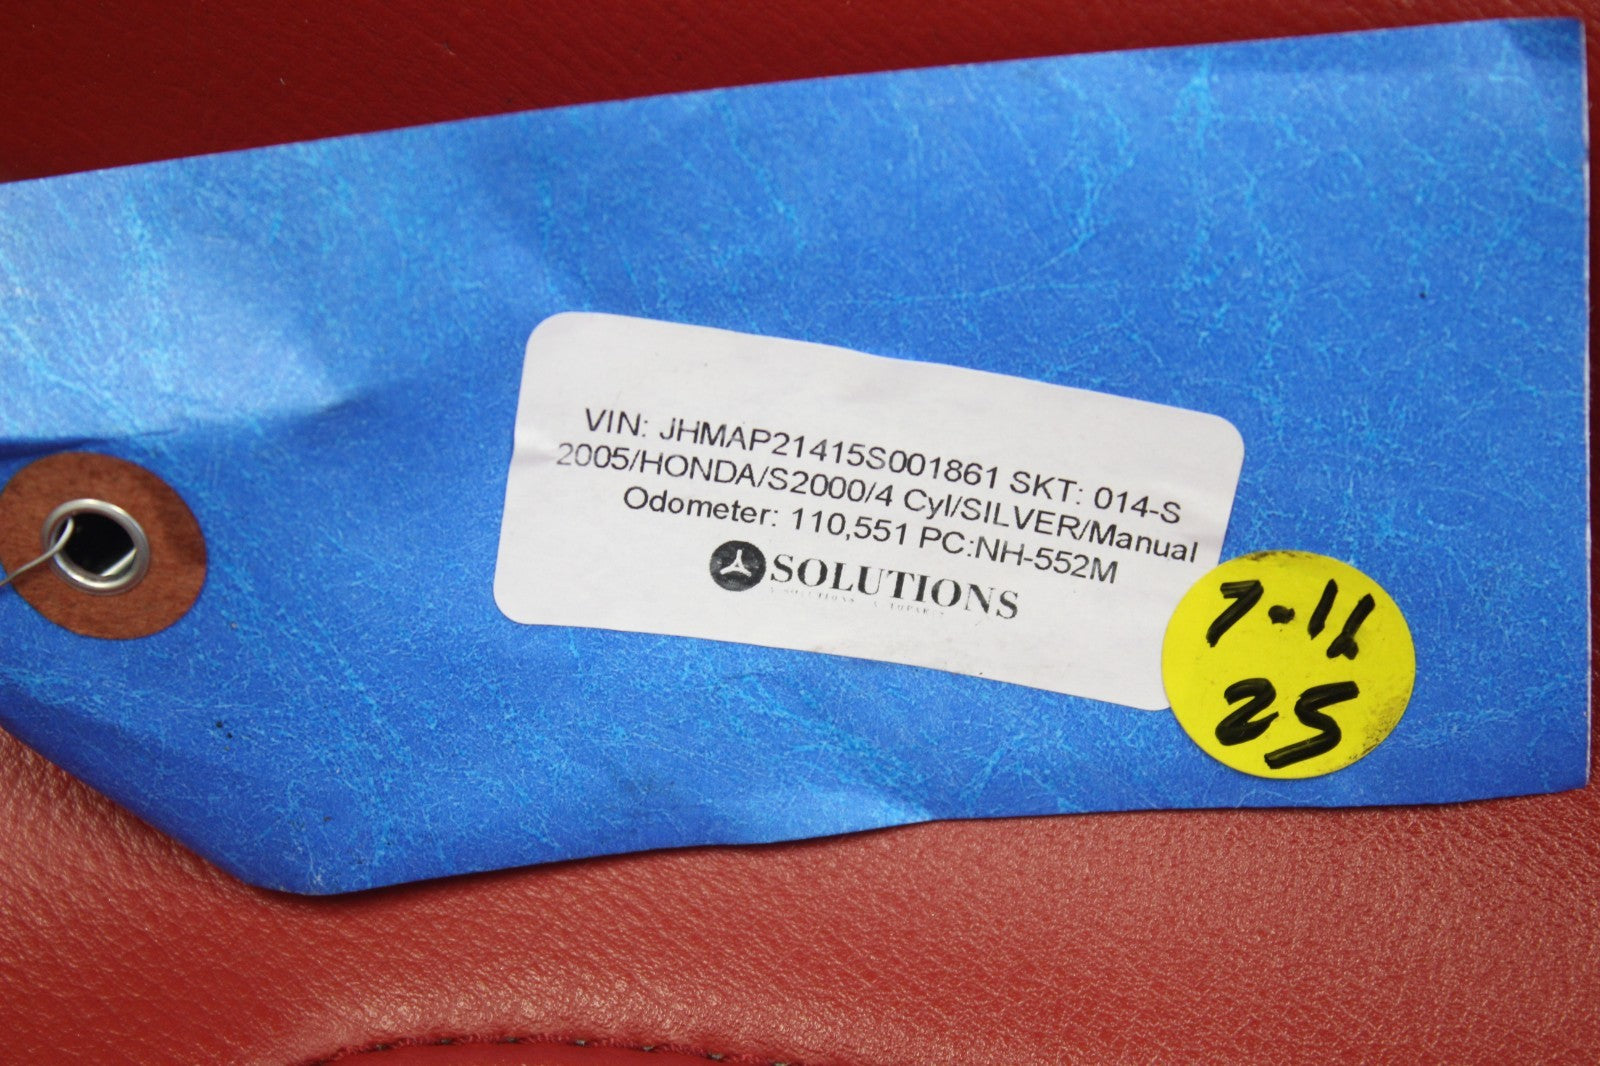 VIN: JHMAP21415S001861 SKT: 014-S
2005/HONDA/S2000/4 Cyl/SILVER/Manual
Odometer: 110,551 PC:NH-552M
SOLUTIONS
7-11
25